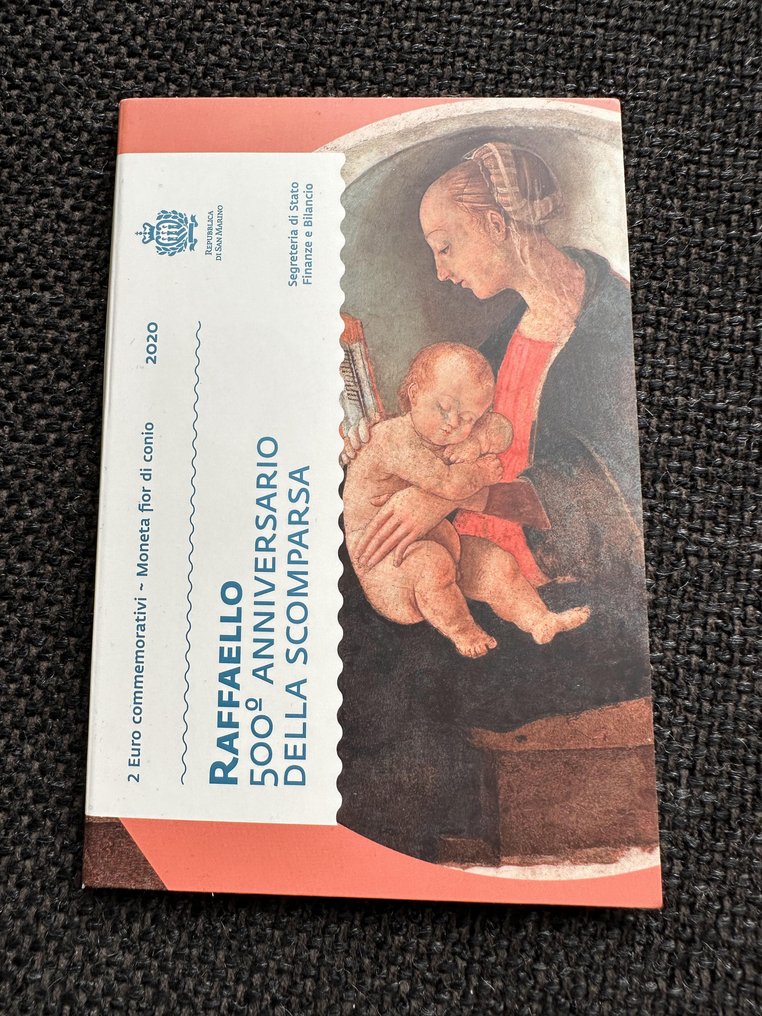 2 Euro commemorativi ~ Moneta fior di conio 2020
REPUBBLICA
DI SAN MARINO
RAFFAELLO
500º ANNIVERSARIO
DELLA SCOMPARSA
Segreteria di Stato
Finanze e Bilancio